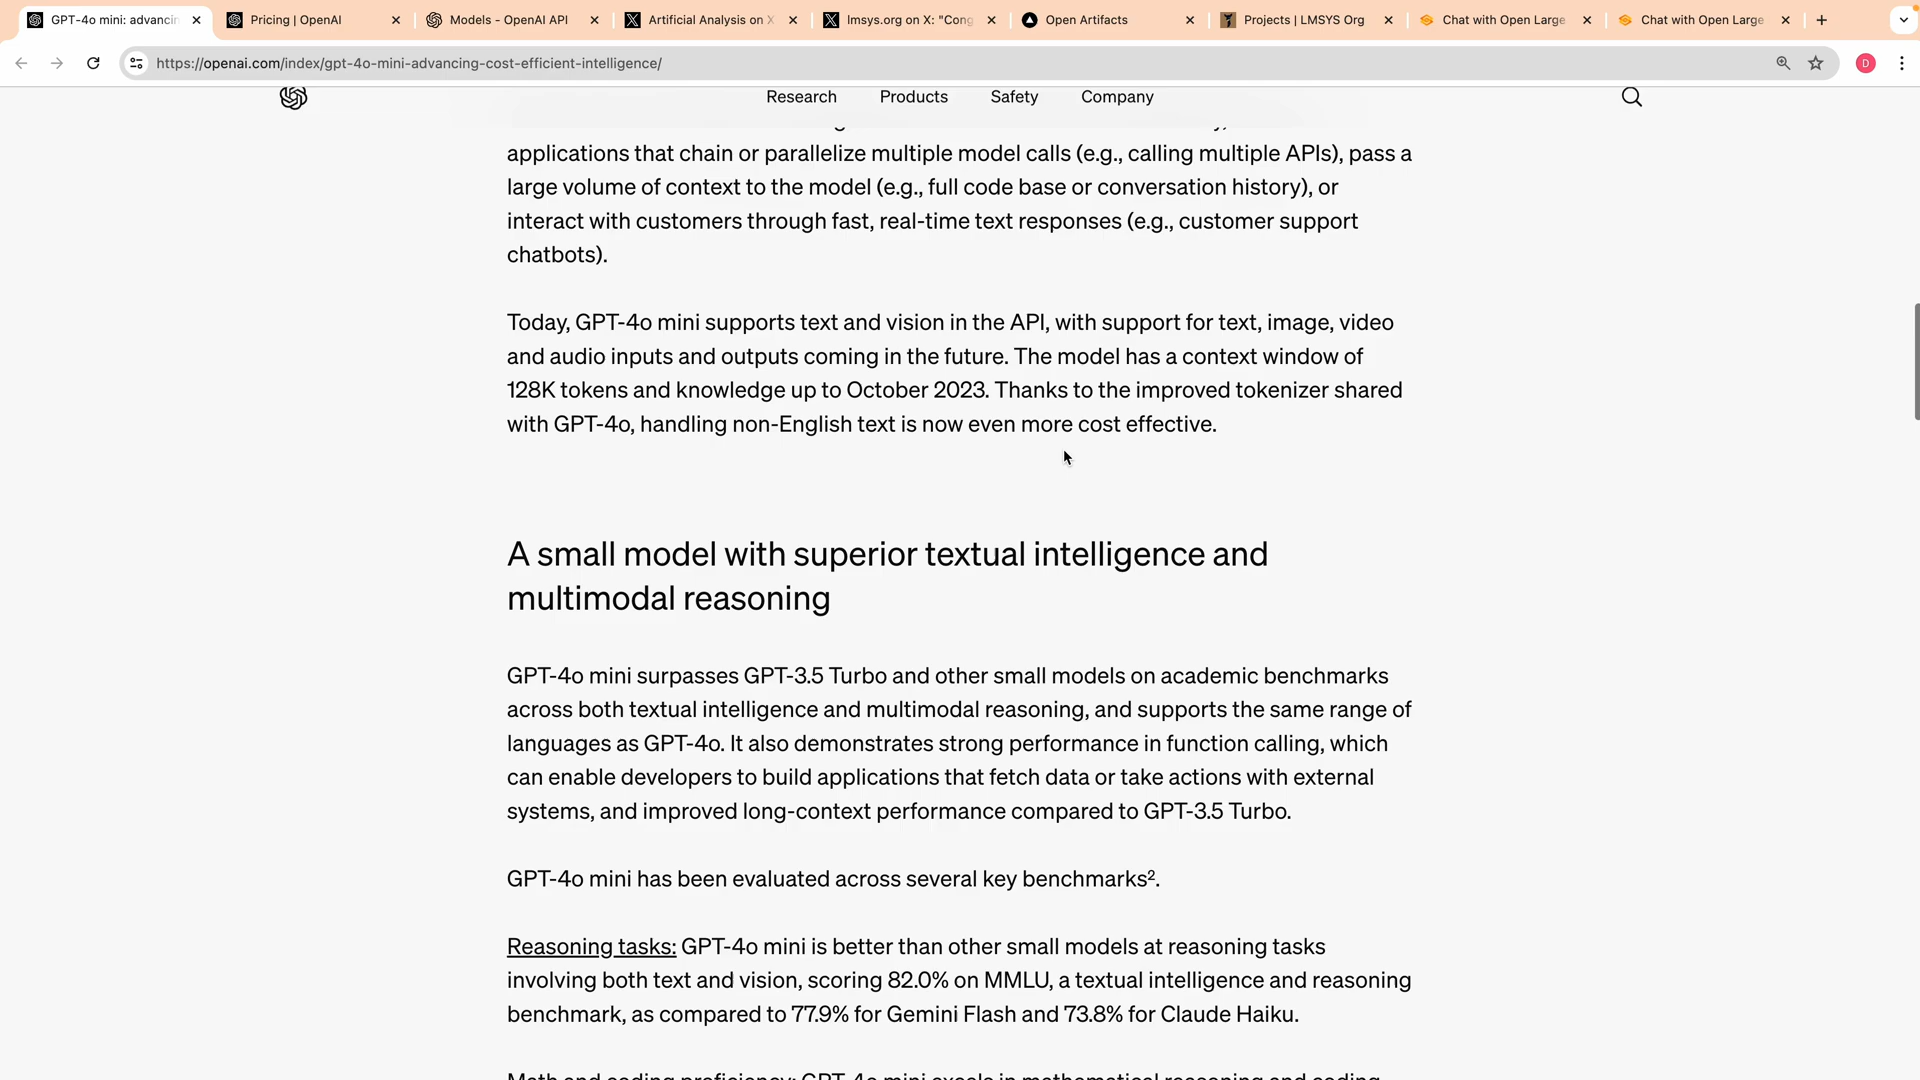 GPT-4o mini: advancin
Pricing | OpenAI
Models - OpenAI API
Artificial Analysis on X
lmsys.org on X: "Cong
Open Artifacts
Projects | LMSYS Org
Chat with Open Large
Chat with Open Large
https://openai.com/index/gpt-4o-mini-advancing-cost-efficient-intelligence/
D
Research
Products
Safety
Company
applications that chain or parallelize multiple model calls (e.g., calling multiple APIs), pass a
large volume of context to the model (e.g., full code base or conversation history), or
interact with customers through fast, real-time text responses (e.g., customer support
chatbots).
Today, GPT-4o mini supports text and vision in the API, with support for text, image, video
and audio inputs and outputs coming in the future. The model has a context window of
128K tokens and knowledge up to October 2023. Thanks to the improved tokenizer shared
with GPT-4o, handling non-English text is now even more cost effective.
A small model with superior textual intelligence and
multimodal reasoning
GPT-4o mini surpasses GPT-3.5 Turbo and other small models on academic benchmarks
across both textual intelligence and multimodal reasoning, and supports the same range of
languages as GPT-4o. It also demonstrates strong performance in function calling, which
can enable developers to build applications that fetch data or take actions with external
systems, and improved long-context performance compared to GPT-3.5 Turbo.
GPT-4o mini has been evaluated across several key benchmarks².
Reasoning tasks: GPT-4o mini is better than other small models at reasoning tasks
involving both text and vision, scoring 82.0% on MMLU, a textual intelligence and reasoning
benchmark, as compared to 77.9% for Gemini Flash and 73.8% for Claude Haiku.
Math and coding proficiency: GPT-4o mini excels in mathematical reasoning and coding